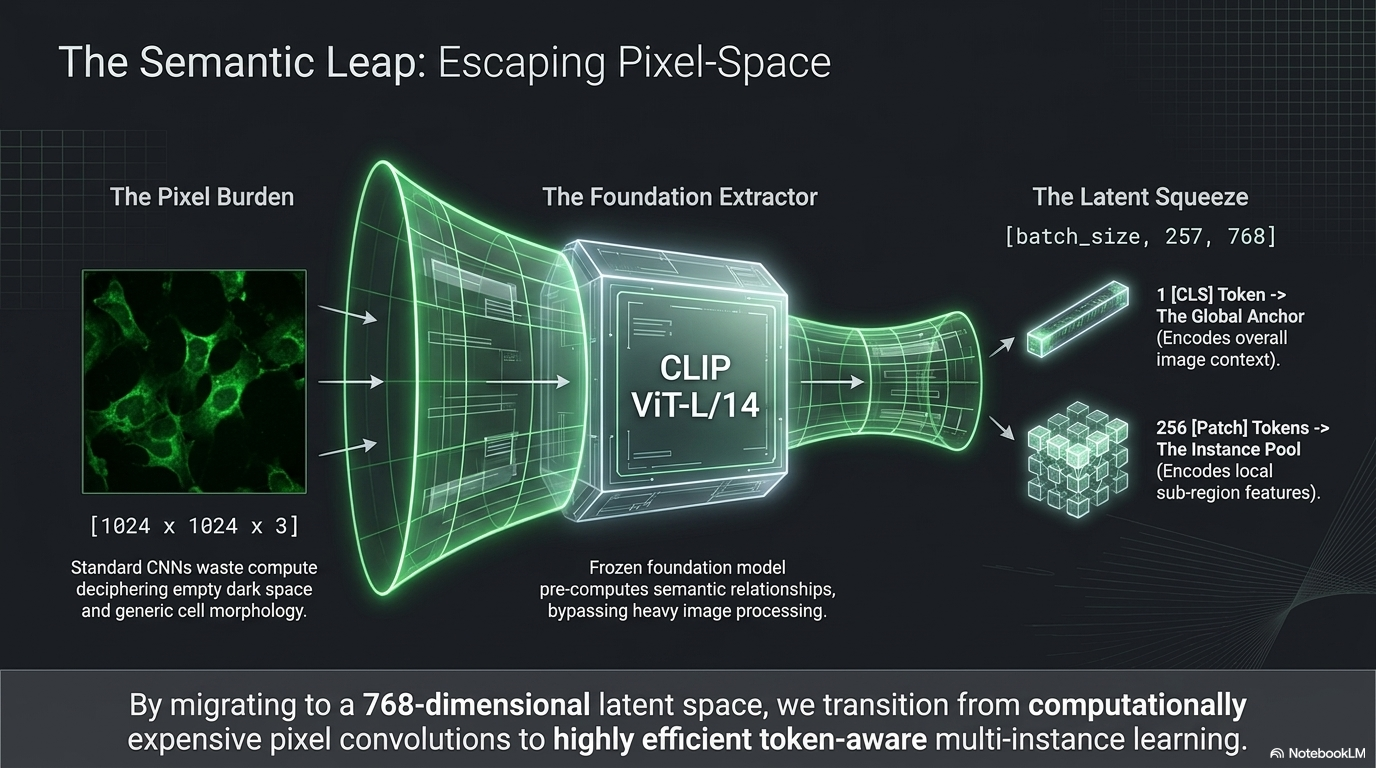 The Semantic Leap: Escaping Pixel-Space
The Pixel Burden
[1024 x 1024 x 3]
Standard CNNs waste compute
deciphering empty dark space
and generic cell morphology.
The Foundation Extractor
CLIP
ViT-L/14
Frozen foundation model
pre-computes semantic relationships,
bypassing heavy image processing.
The Latent Squeeze
[batch_size, 257, 768]
1 [CLS] Token ->
The Global Anchor
(Encodes overall
image context).
256 [Patch] Tokens ->
The Instance Pool
(Encodes local
sub-region features).
By migrating to a 768-dimensional latent space, we transition from computationally
expensive pixel convolutions to highly efficient token-aware multi-instance learning.
NotebookLM